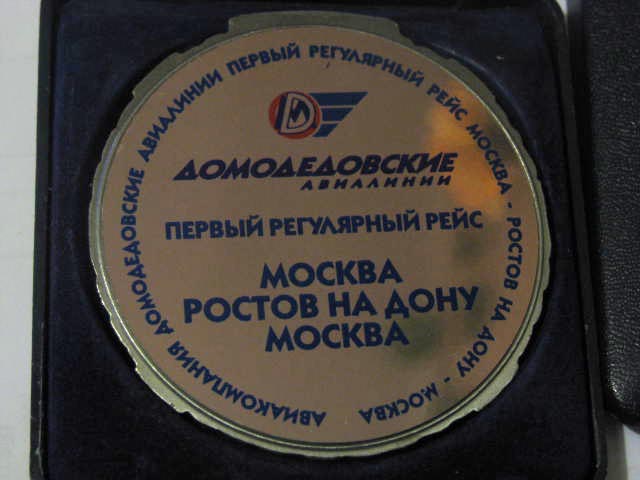 АВИАКОМПАНИЯ ДОМОДЕДОВСКИЕ АВИАЛИНИИ ПЕРВЫЙ РЕГУЛЯРНЫЙ РЕЙС МОСКВА - РОСТОВ НА ДОНУ - МОСКВА
D
ДОМОДЕДОВСКИЕ
АВИАЛИНИИ
ПЕРВЫЙ РЕГУЛЯРНЫЙ РЕЙС
МОСКВА
РОСТОВ НА ДОНУ
МОСКВА